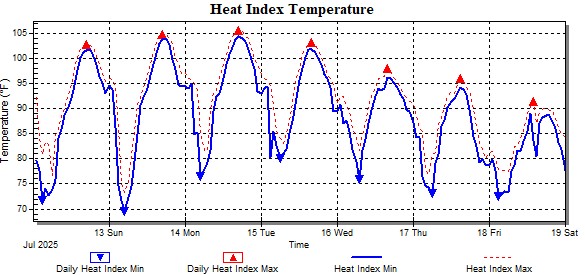 Heat Index Temperature
Temperature (°F)
105
100
95
90
85
80
75
70
13 Sun 14 Mon 15 Tue 16 Wed 17 Thu 18 Fri 19 Sat
Jul 2025 Time
Daily Heat Index Min Daily Heat Index Max Heat Index Min Heat Index Max